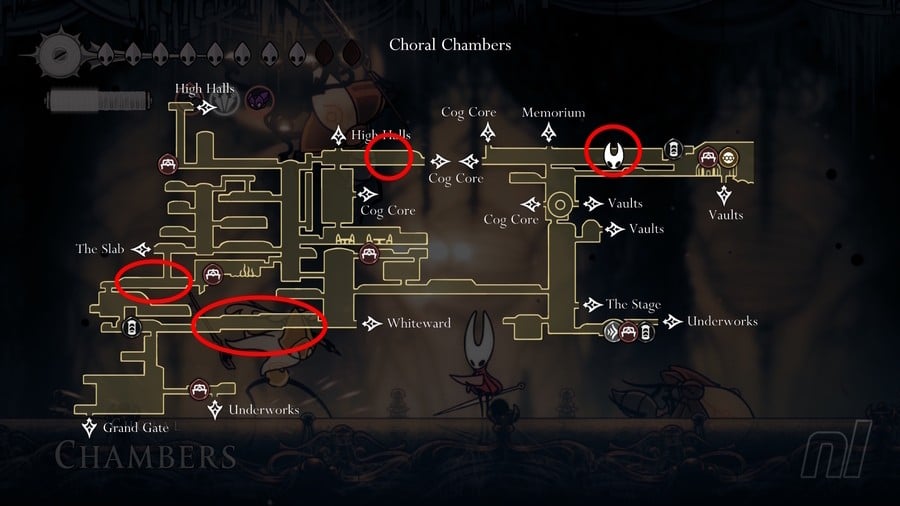 Choral Chambers
High Halls
Cog Core
Memorium
High Halls
Cog Core
Cog Core
Cog Core
Vaults
Vaults
Vaults
The Slab
The Stage
Whiteward
Underworks
Underworks
Grand Gate
CHAMBERS
nl